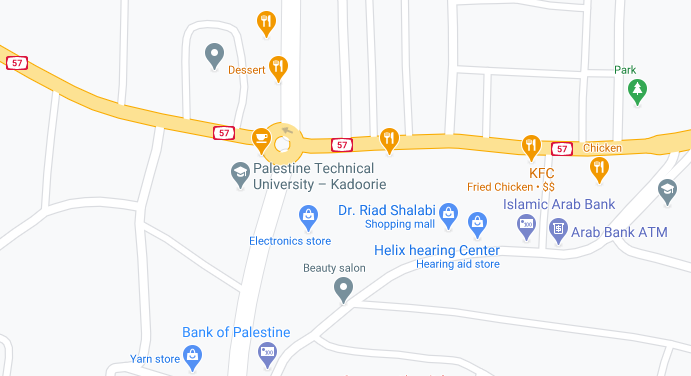 57
Dessert
Park
57
57
57
Chicken
Palestine Technical
University – Kadoorie
KFC
Fried Chicken • $$
Islamic Arab Bank
Dr. Riad Shalabi
Shopping mall
Arab Bank ATM
Electronics store
Helix hearing Center
Hearing aid store
Beauty salon
Bank of Palestine
Yarn store